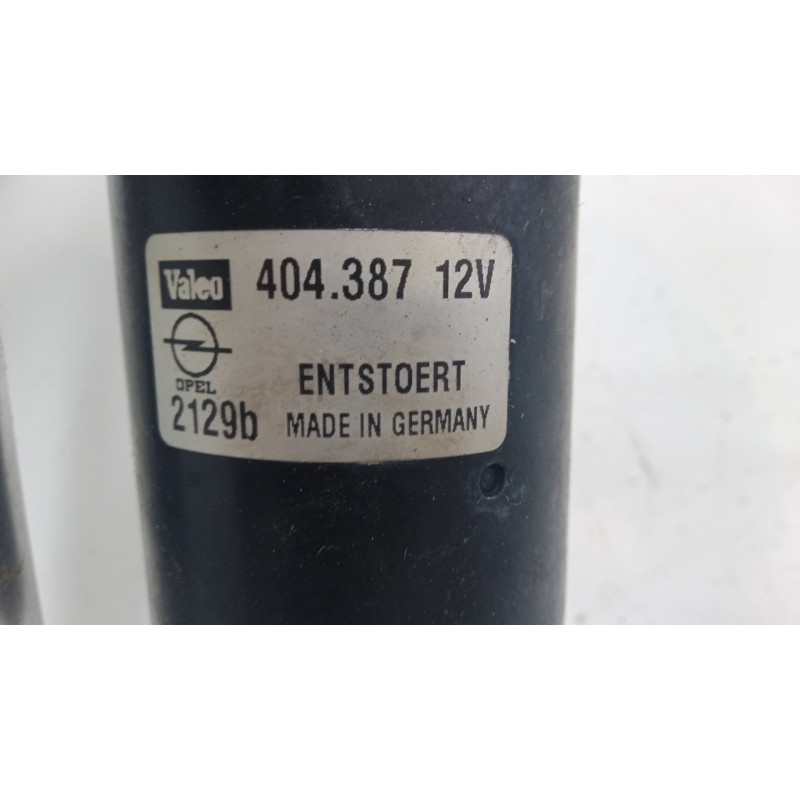 Valeo 404.387 12V
OPEL ENTSTOERT
2129b MADE IN GERMANY